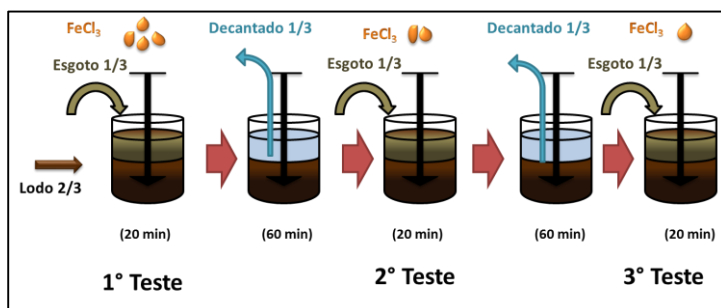 FeCl₃
Decantado 1/3
FeCl₃
Decantado 1/3
FeCl₃
Esgoto 1/3
Esgoto 1/3
Esgoto 1/3
Lodo 2/3
(20 min)
(60 min)
(20 min)
(60 min)
(20 min)
1° Teste
2° Teste
3° Teste